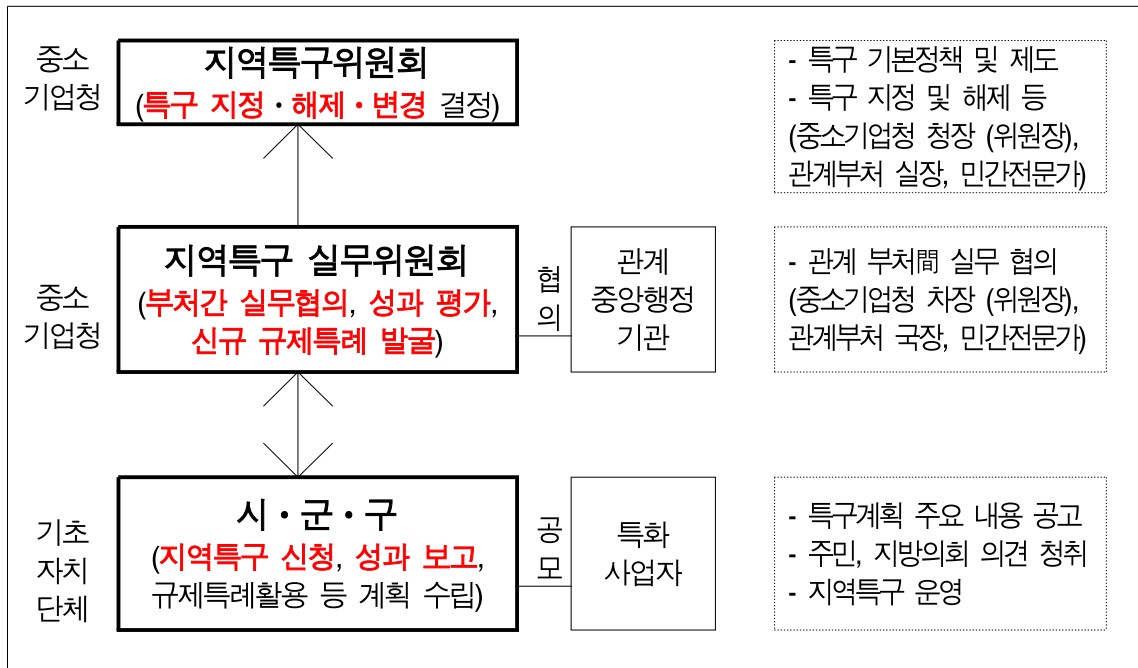 중소
기업청
지역특구위원회
(특구 지정・해제・변경 결정)
- 특구 기본정책 및 제도
- 특구 지정 및 해제 등
(중소기업청 청장 (위원장),
관계부처 실장, 민간전문가)
중소
기업청
지역특구 실무위원회
(부처간 실무협의, 성과 평가,
신규 규제특례 발굴)
협
의
관계
중앙행정
기관
- 관계 부처間 실무 협의
(중소기업청 차장 (위원장),
관계부처 국장, 민간전문가)
기초
자치
단체
시・군・구
(지역특구 신청, 성과 보고,
규제특례활용 등 계획 수립)
공
모
특화
사업자
- 특구계획 주요 내용 공고
- 주민, 지방의회 의견 청취
- 지역특구 운영